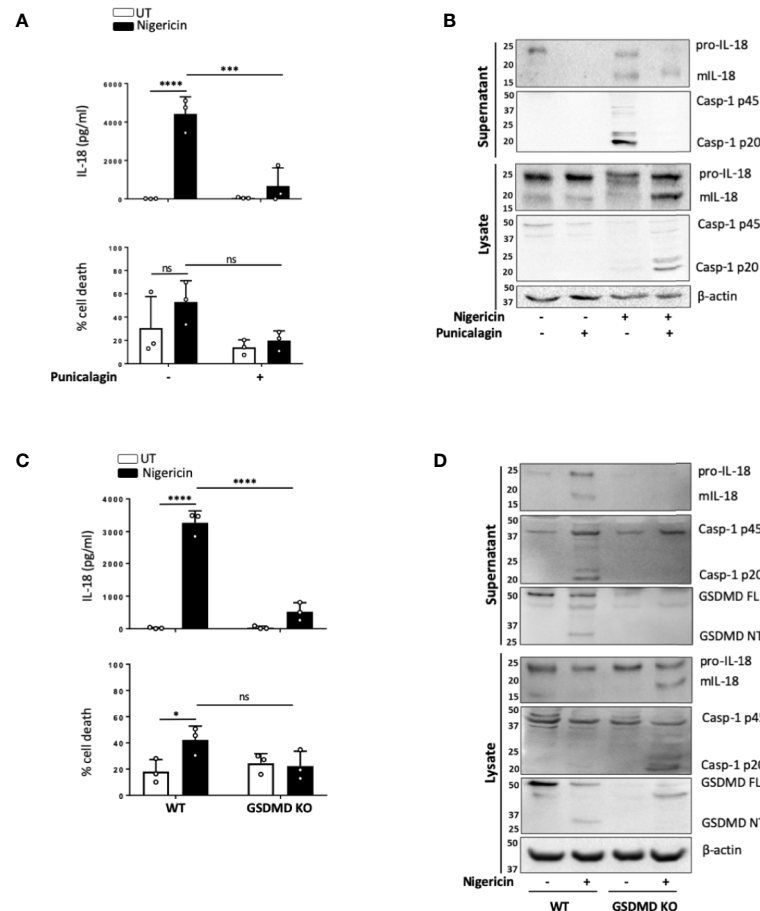 A
UT
Nigericin
****
***
IL-18 (pg/ml)
6000
4000
2000
0
ns
ns
% cell death
100
80
60
40
20
0
Punicalagin - +
B
Supernatant
25
20
15
pro-IL-18
mIL-18
50
37
25
20
Casp-1 p45
Casp-1 p20
Lysate
25
20
15
pro-IL-18
mIL-18
50
37
25
20
Casp-1 p45
Casp-1 p20
50
37
β-actin
Nigericin - - + +
Punicalagin - + - +
C
UT
Nigericin
****
****
IL-18 (pg/ml)
4000
3000
2000
1000
0
*
ns
% cell death
100
80
60
40
20
0
WT GSDMD KO
D
Supernatant
25
20
15
pro-IL-18
mIL-18
50
37
25
20
Casp-1 p45
Casp-1 p20
50
37
25
GSDMD FL
GSDMD NT
Lysate
25
20
15
pro-IL-18
mIL-18
50
37
25
20
Casp-1 p45
Casp-1 p20
50
37
25
GSDMD FL
GSDMD NT
50
37
β-actin
Nigericin - + - +
WT GSDMD KO